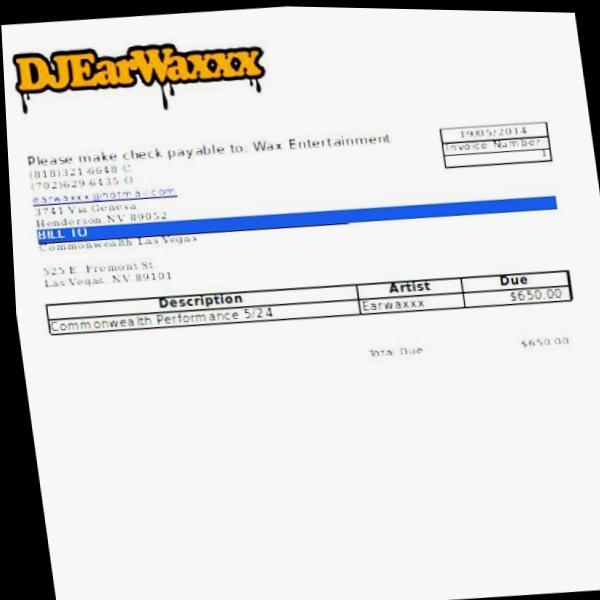 DJEarWaxxx
19/05/2014
Invoice Number
1
Please make check payable to: Wax Entertainment
(818)321-6648 C
(702)629-6435 O
earwaxxx@hotmail.com
3741 Via Geneva
Henderson, NV 89052
BILL TO
Commonwealth Las Vegas
525 E. Fremont St.
Las Vegas, NV 89101
Description Artist Due
Commonwealth Performance 5/24 Earwaxxx $650.00
Total Due $650.00